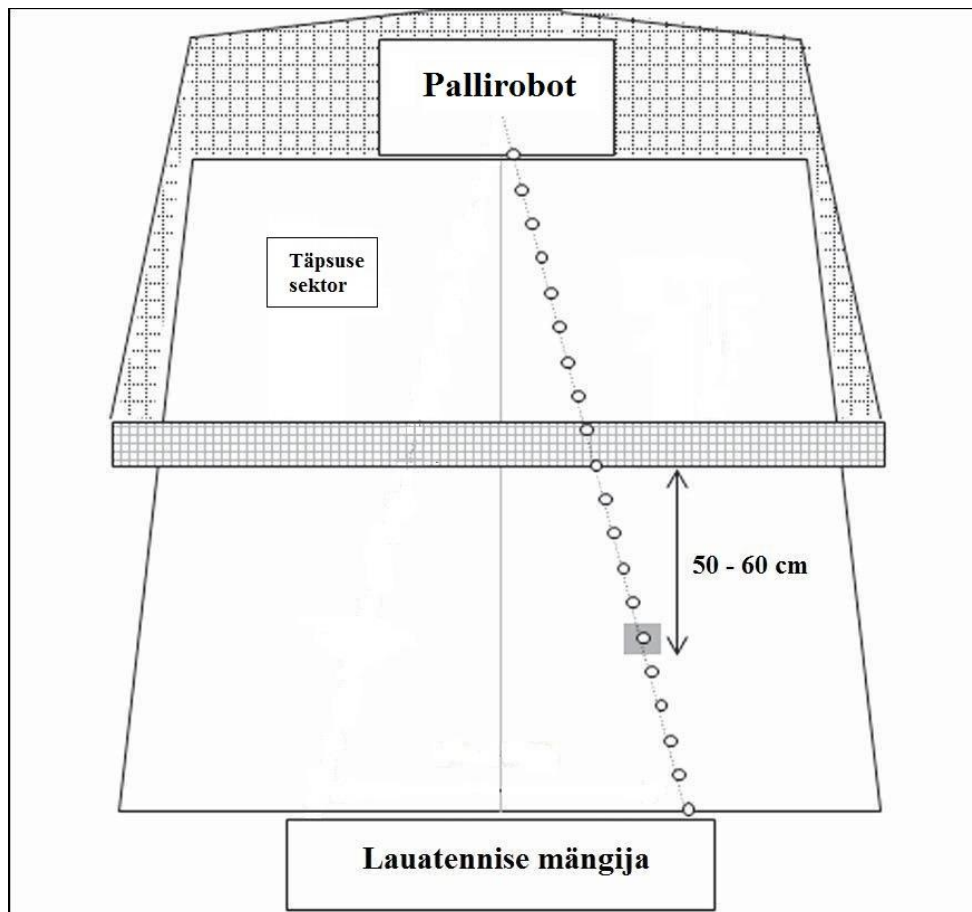 Pallirobot
Täpsuse
sektor
50 - 60 cm
Lauatennise mängija